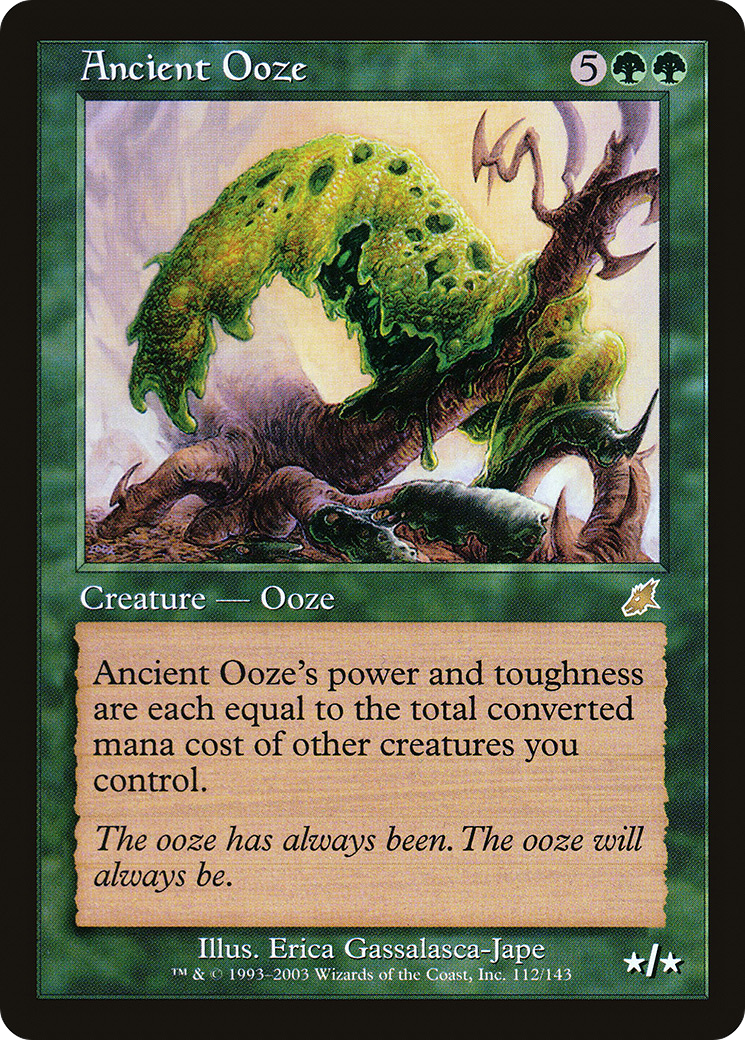 Ancient Ooze 5
Creature — Ooze
Ancient Ooze's power and toughness
are each equal to the total converted
mana cost of other creatures you
control.
The ooze has always been. The ooze will
always be.
Illus. Erica Gassalasca-Jape
™ & © 1993–2003 Wizards of the Coast, Inc. 112/143
★/★